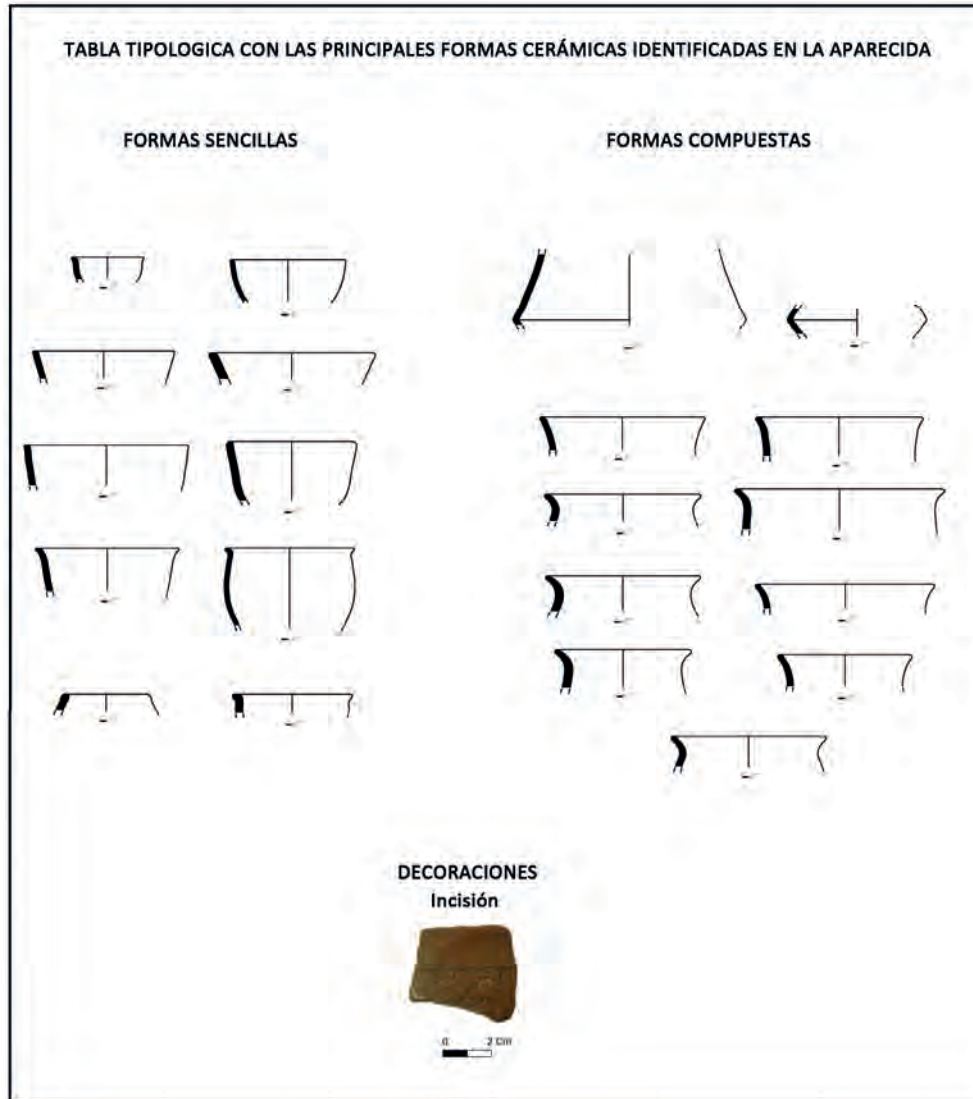 TABLA TIPOLOGICA CON LAS PRINCIPALES FORMAS CERÁMICAS IDENTIFICADAS EN LA APARECIDA
FORMAS SENCILLAS
FORMAS COMPUESTAS
DECORACIONES
Incisión
0 2 cm